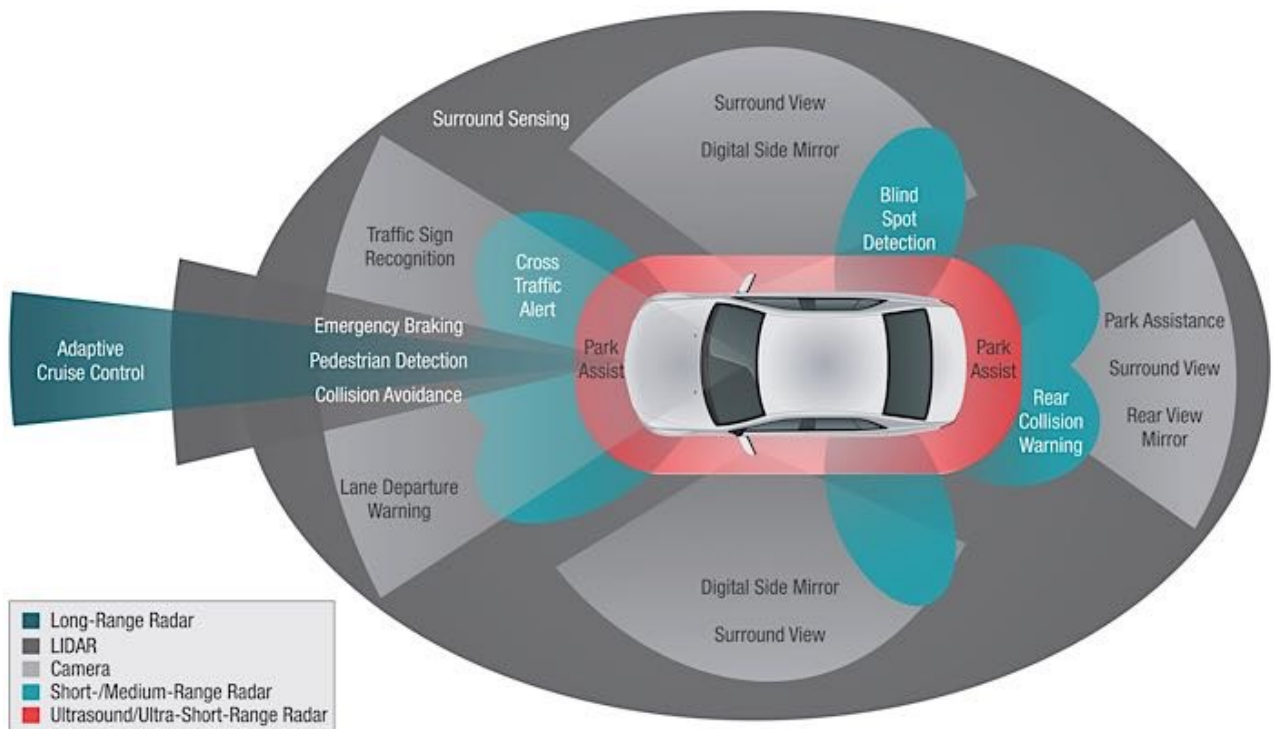 Surround View
Surround Sensing
Digital Side Mirror
Blind
Spot
Detection
Traffic Sign
Recognition
Cross
Traffic
Alert
Emergency Braking
Pedestrian Detection
Collision Avoidance
Adaptive
Cruise Control
Park
Assist
Park
Assist
Park Assistance
Surround View
Rear View
Mirror
Rear
Collision
Warning
Lane Departure
Warning
Digital Side Mirror
Surround View
Long-Range Radar
LIDAR
Camera
Short-/Medium-Range Radar
Ultrasound/Ultra-Short-Range Radar